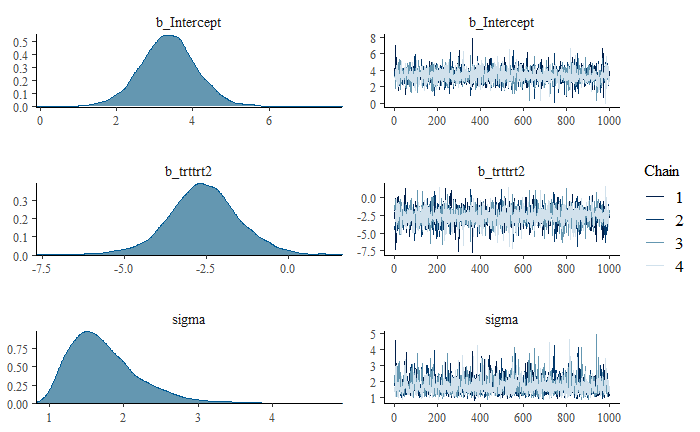 b_Intercept
0.5
0.4
0.3
0.2
0.1
0.0
0 2 4 6
b_Intercept
8
6
4
2
0
0 200 400 600 800 1000
b_trttrt2
0.3
0.2
0.1
0.0
-7.5 -5.0 -2.5 0.0
b_trttrt2
0.0
-2.5
-5.0
-7.5
0 200 400 600 800 1000
sigma
0.75
0.50
0.25
0.00
1 2 3 4
sigma
5
4
3
2
1
0 200 400 600 800 1000
Chain
1
2
3
4